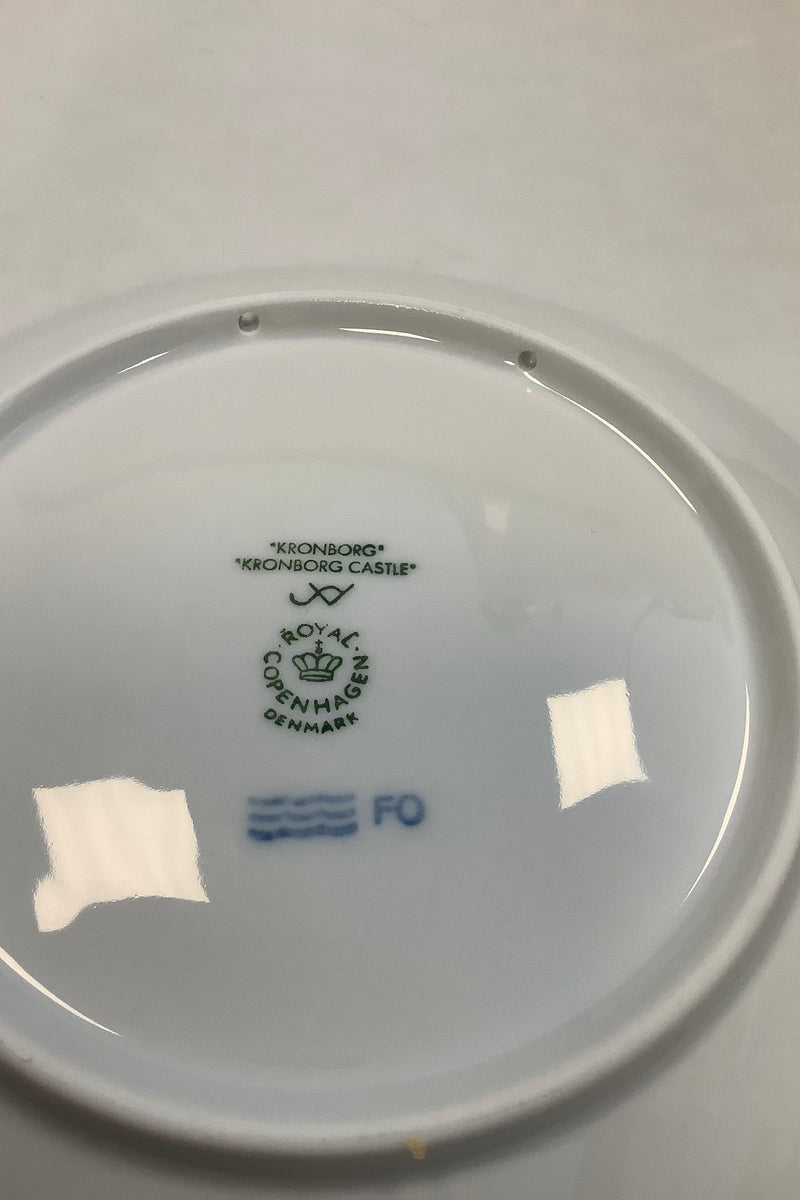 "KRONBORG"
"KRONBORG CASTLE"
ROYAL
COPENHAGEN
DENMARK
FO